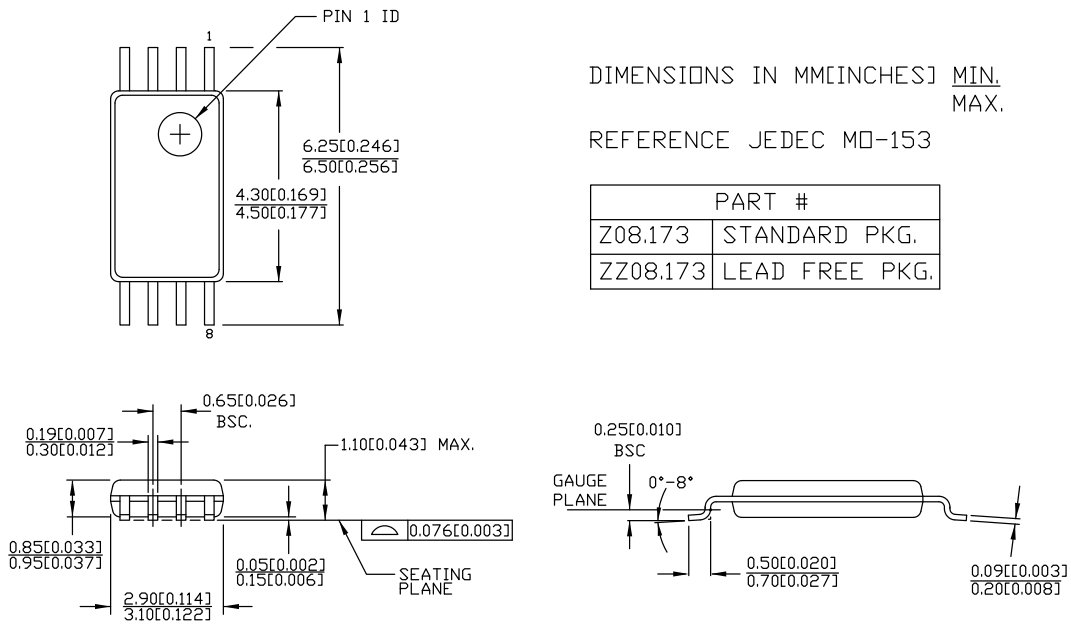 PIN 1 ID
1
6.25[0.246]
6.50[0.256]
4.30[0.169]
4.50[0.177]
8
DIMENSIONS IN MM[INCHES] MIN.
MAX.
REFERENCE JEDEC MO-153
PART #
Z08.173 STANDARD PKG.
ZZ08.173 LEAD FREE PKG.
0.65[0.026]
BSC.
0.19[0.007]
0.30[0.012]
1.10[0.043] MAX.
0.076[0.003]
0.85[0.033]
0.95[0.037]
0.05[0.002]
0.15[0.006]
SEATING
PLANE
2.90[0.114]
3.10[0.122]
0.25[0.010]
BSC
GAUGE
PLANE
0°-8°
0.50[0.020]
0.70[0.027]
0.09[[0.003]
0.20[0.008]